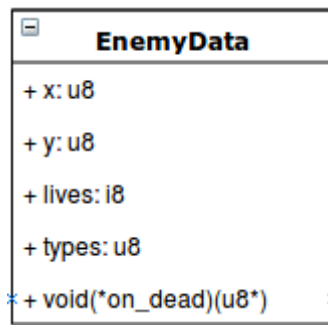 EnemyData
+ x: u8
+ y: u8
+ lives: i8
+ types: u8
+ void(*on_dead)(u8*)